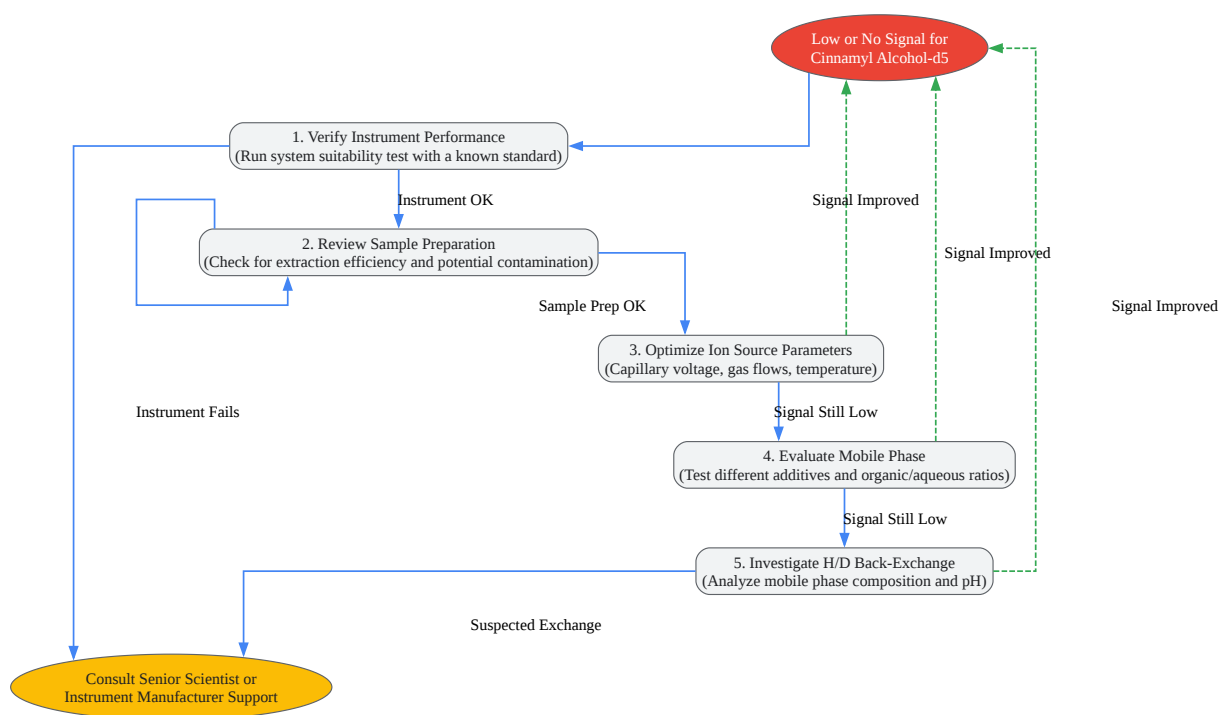 Low or No Signal for
Cinnamyl Alcohol-d5
1. Verify Instrument Performance
(Run system suitability test with a known standard)
Instrument OK
Signal Improved
2. Review Sample Preparation
(Check for extraction efficiency and potential contamination)
Signal Improved
Sample Prep OK
Signal Improved
3. Optimize Ion Source Parameters
(Capillary voltage, gas flows, temperature)
Instrument Fails
Signal Still Low
4. Evaluate Mobile Phase
(Test different additives and organic/aqueous ratios)
Signal Still Low
5. Investigate H/D Back-Exchange
(Analyze mobile phase composition and pH)
Suspected Exchange
Consult Senior Scientist or
Instrument Manufacturer Support